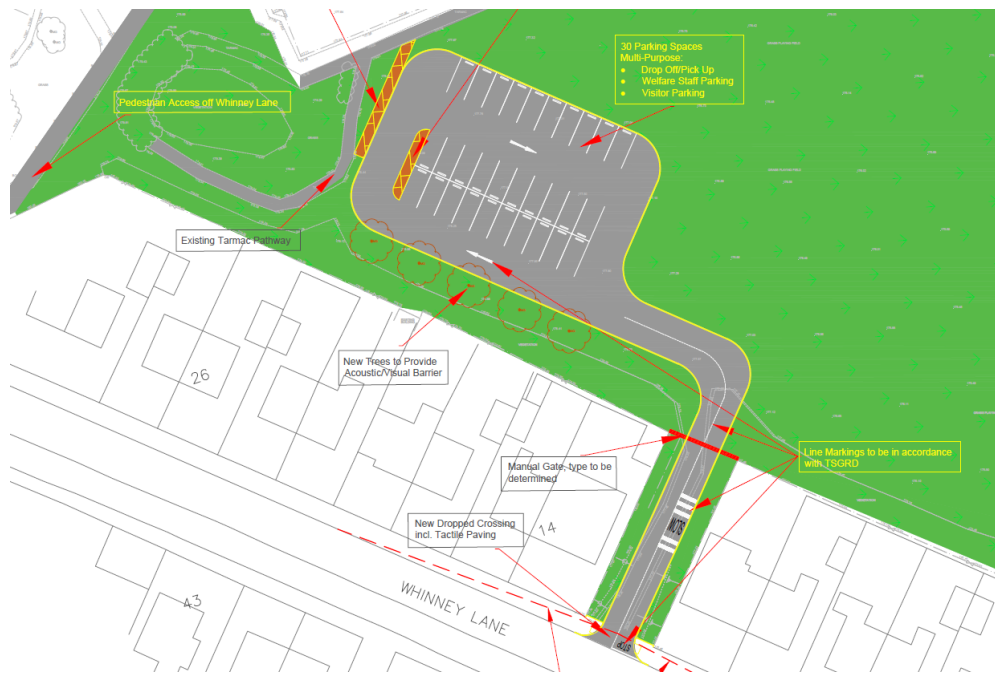 30 Parking Spaces
Multi-Purpose:
• Drop Off/Pick Up
• Welfare Staff Parking
• Visitor Parking
Pedestrian Access off Whinney Lane
Existing Tarmac Pathway
New Trees to Provide
Acoustic/Visual Barrier
26
Line Markings to be in accordance
with TSGRD
Manual Gate, type to be
determined
New Dropped Crossing
incl. Tactile Paving
14
SLOW
43
WHINNEY LANE
STOP